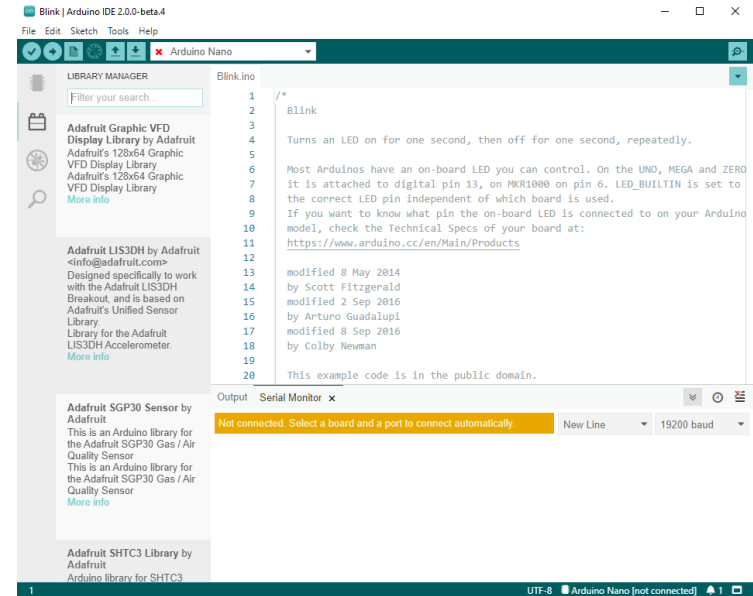 Blink | Arduino IDE 2.0.0-beta.4
File Edit Sketch Tools Help
Arduino Nano
LIBRARY MANAGER
Filter your search...
Adafruit Graphic VFD
Display Library by Adafruit
Adafruit's 128x64 Graphic
VFD Display Library
Adafruit's 128x64 Graphic
VFD Display Library
More info
Adafruit LIS3DH by Adafruit
<info@adafruit.com>
Designed specifically to work
with the Adafruit LIS3DH
Breakout, and is based on
Adafruit's Unified Sensor
Library.
Library for the Adafruit
LIS3DH Accelerometer.
More info
Adafruit SGP30 Sensor by
Adafruit
This is an Arduino library for
the Adafruit SGP30 Gas / Air
Quality Sensor
This is an Arduino library for
the Adafruit SGP30 Gas / Air
Quality Sensor
More info
Adafruit SHTC3 Library by
Adafruit
Arduino library for SHTC3
Blink.ino
1 /*
2 Blink
3
4 Turns an LED on for one second, then off for one second, repeatedly.
5
6 Most Arduinos have an on-board LED you can control. On the UNO, MEGA and ZERO
7 it is attached to digital pin 13, on MKR1000 on pin 6. LED_BUILTIN is set to
8 the correct LED pin independent of which board is used.
9 If you want to know what pin the on-board LED is connected to on your Arduino
10 model, check the Technical Specs of your board at:
11 https://www.arduino.cc/en/Main/Products
12
13 modified 8 May 2014
14 by Scott Fitzgerald
15 modified 2 Sep 2016
16 by Arturo Guadalupi
17 modified 8 Sep 2016
18 by Colby Newman
19
20 This example code is in the public domain.
Output Serial Monitor x
Not connected. Select a board and a port to connect automatically.
New Line 19200 baud
1 UTF-8 Arduino Nano [not connected] 1